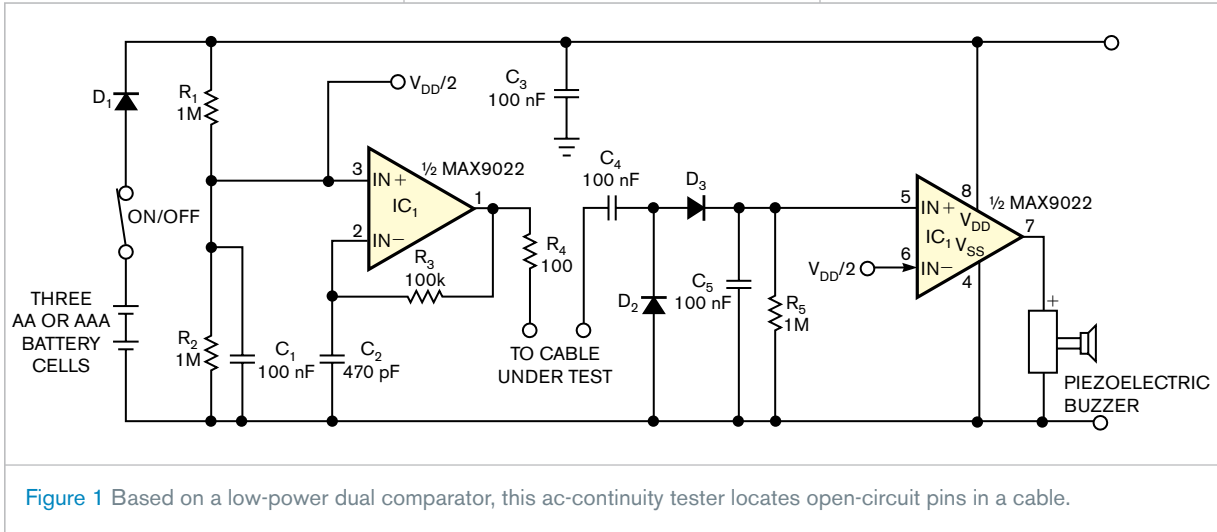 D1
ON/OFF
THREE
AA OR AAA
BATTERY
CELLS
R1
1M
R2
1M
C1
100 nF
VDD/2
3
IN+
½ MAX9022
IC1
1
2
IN−
R3
100k
C2
470 pF
R4
100
TO CABLE
UNDER TEST
C3
100 nF
C4
100 nF
D3
D2
C5
100 nF
R5
1M
5
IN+
8
VDD
½ MAX9022
IC1
VSS
7
VDD/2
6
IN−
4
+
PIEZOELECTRIC
BUZZER
Figure 1 Based on a low-power dual comparator, this ac-continuity tester locates open-circuit pins in a cable.